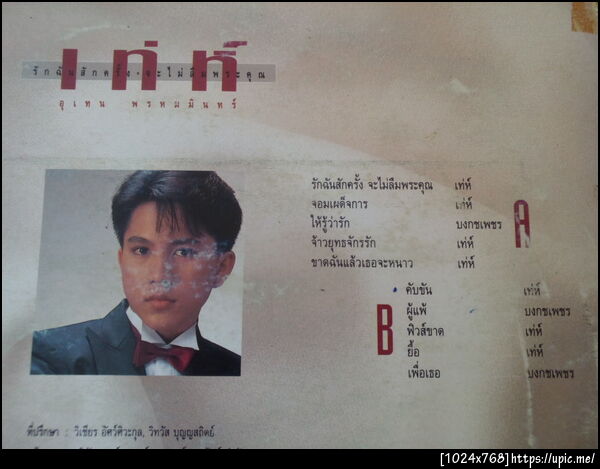 เท่ห์
รักฉันสักครั้ง•จะไม่ลืมพระคุณ
อุเทน พรหมมินทร์
รักฉันสักครั้ง จะไม่ลืมพระคุณ เท่ห์
จอมเผด็จการ เท่ห์
ให้รู้ว่ารัก บงกชเพชร
จ้าวยุทธจักรรัก เท่ห์
ขาดฉันแล้วเธอจะหนาว เท่ห์
A
B
คับขัน เท่ห์
ผู้แพ้ บงกชเพชร
ฟิวส์ขาด เท่ห์
ยื้อ เท่ห์
เพื่อเธอ บงกชเพชร
ที่ปรึกษา : วิเชียร อัศว์ศิวะกุล, วิทวัส บุญญสถิตย์
[1024x768]https://upic.me/